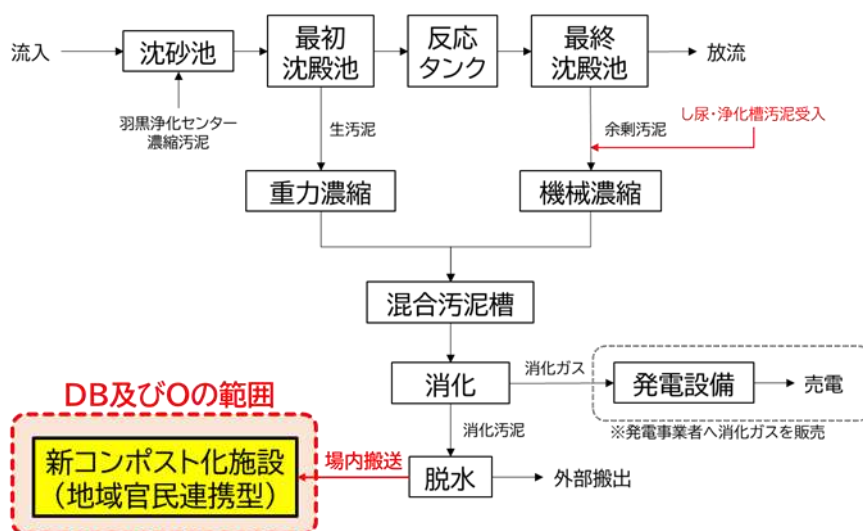 流入
沈砂池
最初
沈殿池
反応
タンク
最終
沈殿池
放流
羽黒浄化センター
濃縮汚泥
生汚泥
余剰汚泥
し尿・浄化槽汚泥受入
重力濃縮
機械濃縮
混合汚泥槽
消化
消化ガス
発電設備
売電
※発電事業者へ消化ガスを販売
DB及びOの範囲
消化汚泥
新コンポスト化施設
（地域官民連携型）
場内搬送
脱水
外部搬出